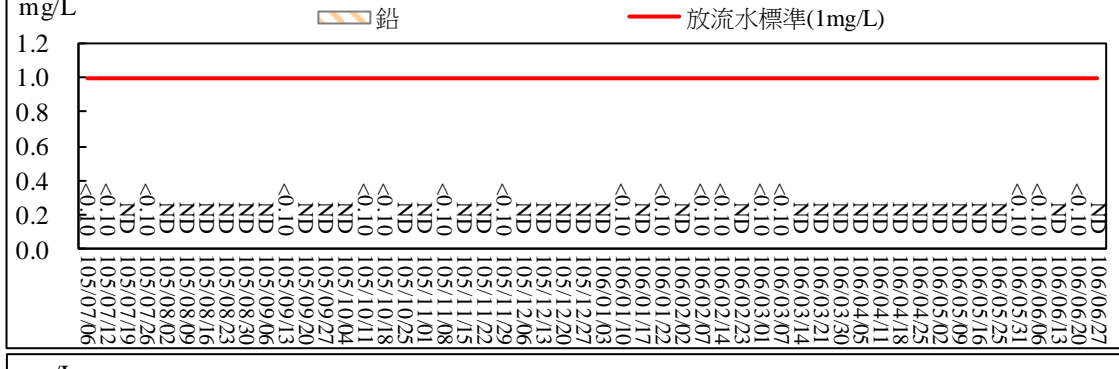 mg/L
鉛
放流水標準(1mg/L)
1.2
1.0
0.8
0.6
0.4
0.2
0.0
<0.10
<0.10
ND
<0.10
ND
ND
ND
ND
ND
ND
<0.10
ND
ND
ND
<0.10
<0.10
ND
ND
<0.10
ND
ND
<0.10
ND
ND
ND
ND
ND
<0.10
ND
<0.10
ND
<0.10
<0.10
ND
<0.10
<0.10
ND
ND
ND
ND
ND
ND
ND
ND
ND
ND
ND
<0.10
<0.10
ND
<0.10
ND
105/07/06
105/07/12
105/07/19
105/07/26
105/08/02
105/08/09
105/08/16
105/08/23
105/08/30
105/09/06
105/09/13
105/09/20
105/09/27
105/10/04
105/10/11
105/10/18
105/10/25
105/11/01
105/11/08
105/11/15
105/11/22
105/11/29
105/12/06
105/12/13
105/12/20
105/12/27
106/01/03
106/01/10
106/01/17
106/01/22
106/02/02
106/02/07
106/02/14
106/02/23
106/03/01
106/03/07
106/03/14
106/03/21
106/03/30
106/04/05
106/04/11
106/04/18
106/04/25
106/05/02
106/05/09
106/05/16
106/05/25
106/05/31
106/06/06
106/06/13
106/06/20
106/06/27